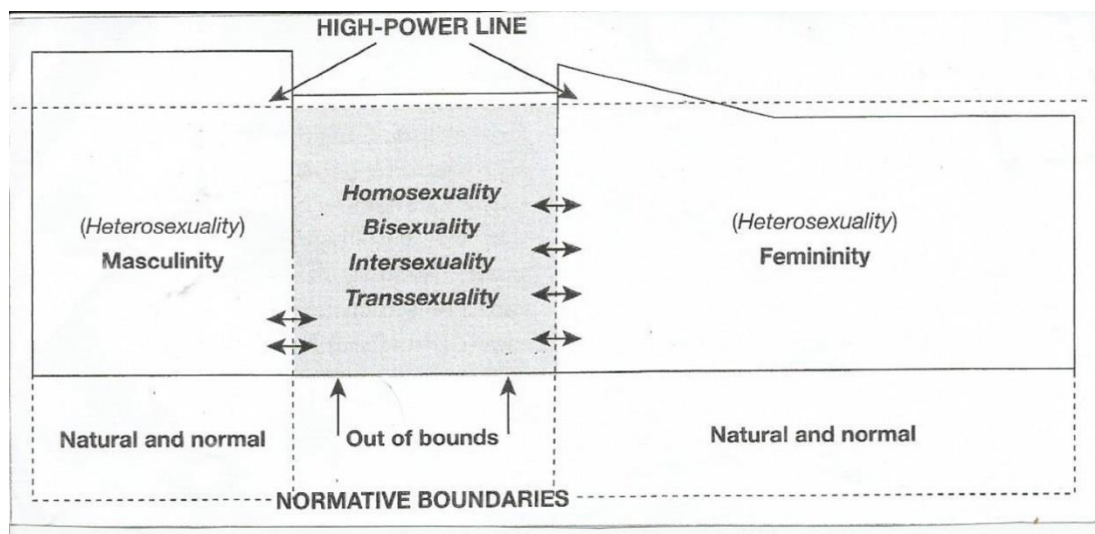 HIGH-POWER LINE
(Heterosexuality)
Masculinity
Homosexuality
Bisexuality
Intersexuality
Transsexuality
(Heterosexuality)
Femininity
Natural and normal
Out of bounds
Natural and normal
NORMATIVE BOUNDARIES